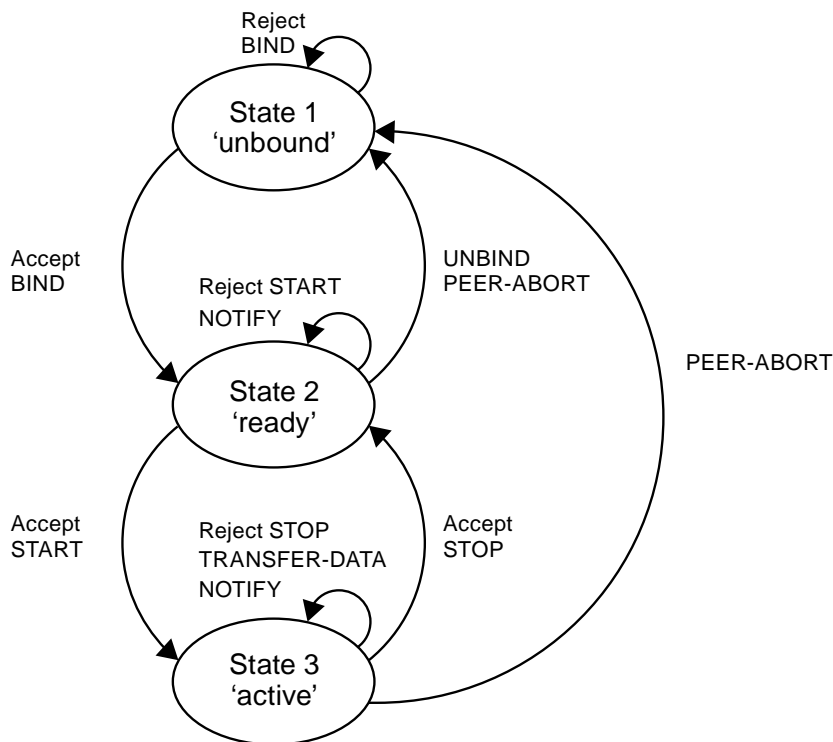 Reject
BIND
State 1
‘unbound’
Accept
BIND
UNBIND
PEER-ABORT
Reject START
NOTIFY
PEER-ABORT
State 2
‘ready’
Accept
START
Reject STOP
TRANSFER-DATA
NOTIFY
Accept
STOP
State 3
‘active’